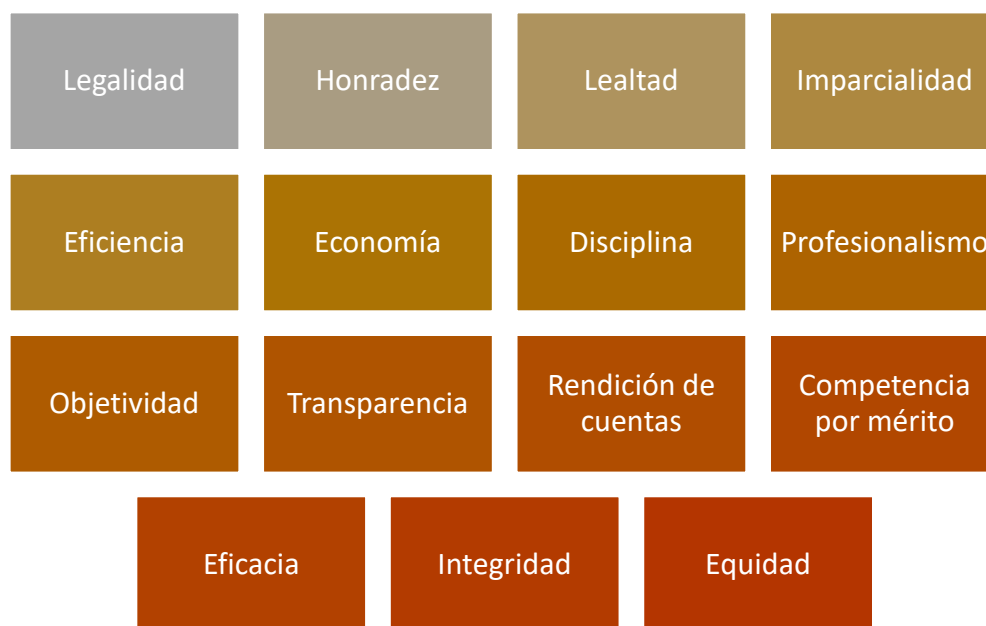 Legalidad
Honradez
Lealtad
Imparcialidad
Eficiencia
Economía
Disciplina
Profesionalismo
Objetividad
Transparencia
Rendición de
cuentas
Competencia
por mérito
Eficacia
Integridad
Equidad